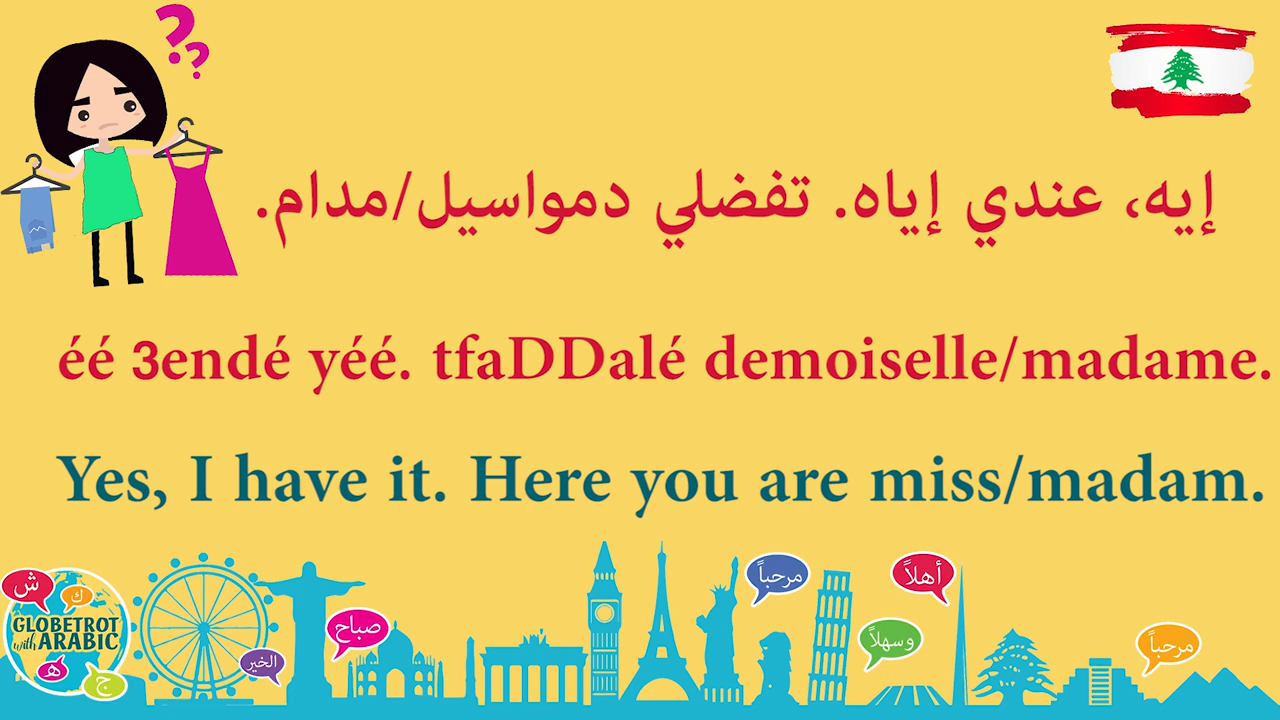 ??
إيه، عندي إياه. تفضلي دمواسيل/مدام.
éé 3endé yéé. tfaDDalé demoiselle/madame.
Yes, I have it. Here you are miss/madam.
ش
ك
GLOBETROT
with ARABIC
هـ
ج
الخير
صباح
مرحباً
أهلاً
وسهلاً
مرحباً